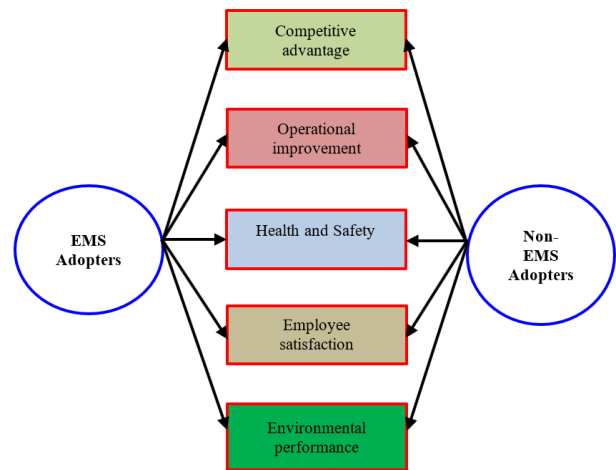 Competitive
advantage
Operational
improvement
Health and Safety
EMS
Adopters
Non-
EMS
Adopters
Employee
satisfaction
Environmental
performance